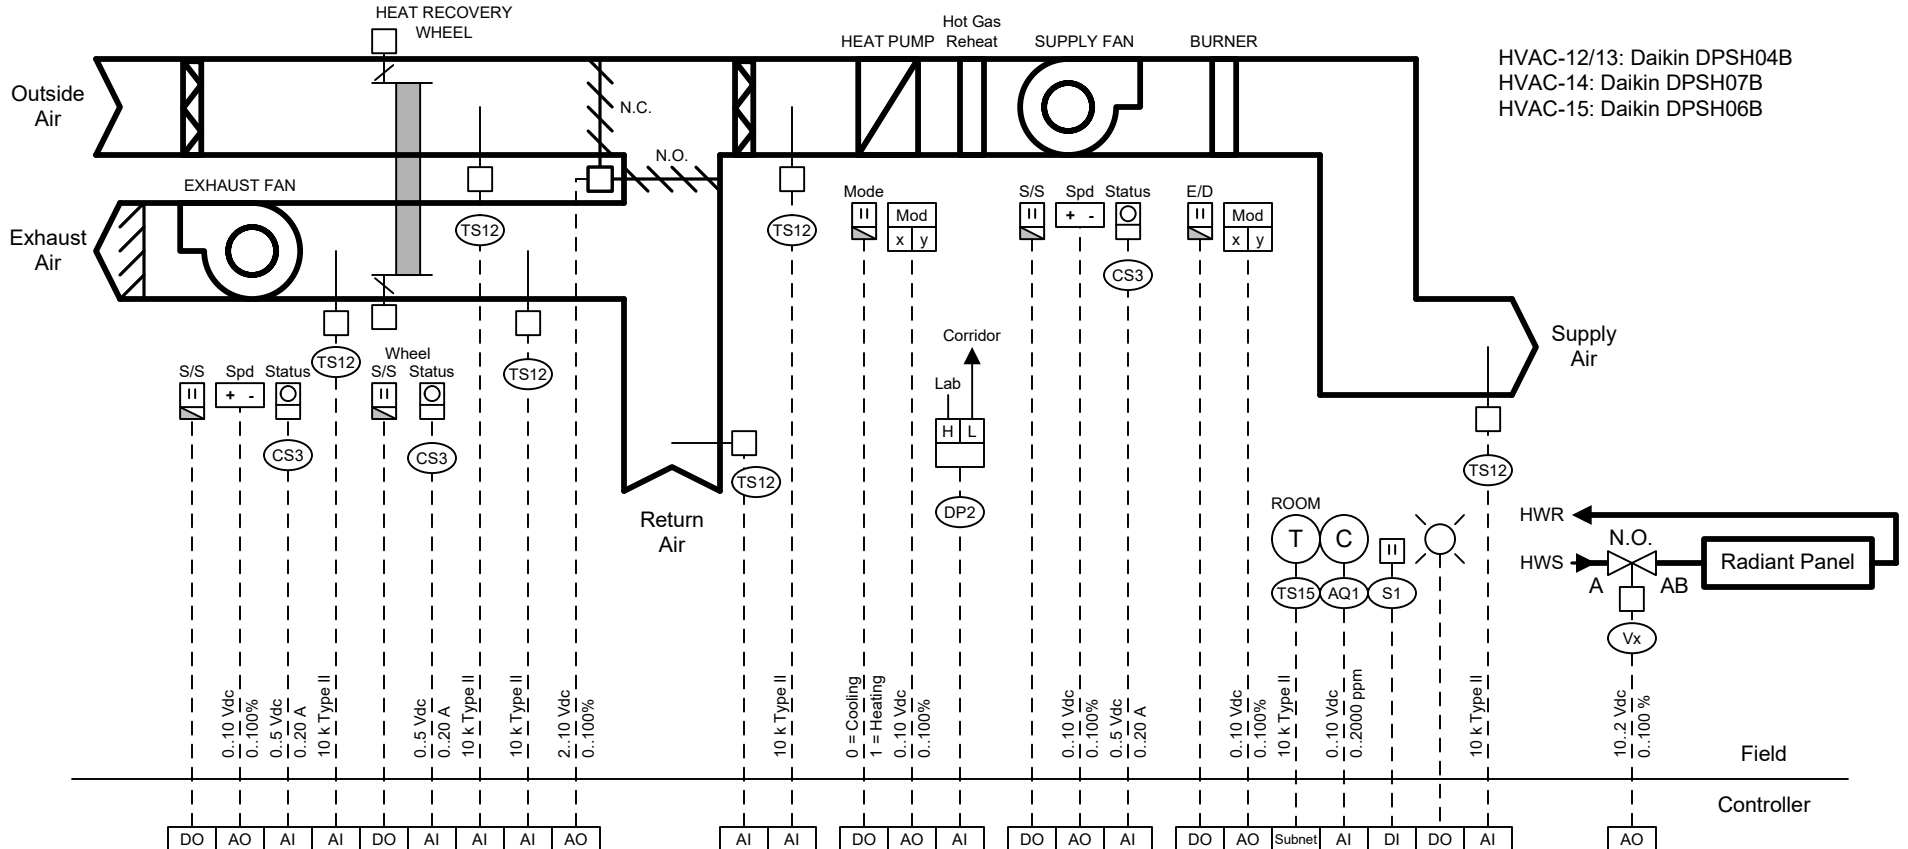 HEAT RECOVERY
WHEEL
Hot Gas
Reheat
HEAT PUMP
SUPPLY FAN
BURNER
HVAC-12/13: Daikin DPSH04B
HVAC-14: Daikin DPSH07B
HVAC-15: Daikin DPSH06B
Outside
Air
N.C.
N.O.
EXHAUST FAN
Exhaust
Air
TS12
TS12
Mode
II
Mod
x y
S/S
II
Spd
+ -
Status
CS3
E/D
II
Mod
x y
Supply
Air
S/S
II
Spd
+ -
Status
CS3
TS12
Wheel
S/S
II
Status
CS3
TS12
TS12
Return
Air
Corridor
Lab
H L
DP2
TS12
ROOM
T
C
II
TS15
AQ1
S1
HWR
HWS
N.O.
A
AB
Radiant Panel
Vx
0..10 Vdc
0..100%
0..5 Vdc
0..20 A
10 k Type II
0..5 Vdc
0..20 A
10 k Type II
10 k Type II
2..10 Vdc
0..100%
10 k Type II
0 = Cooling
1 = Heating
0..10 Vdc
0..100%
0..10 Vdc
0..100%
0..5 Vdc
0..20 A
0..10 Vdc
0..100%
10 k Type II
0..10 Vdc
0..2000 ppm
10 k Type II
10..2 Vdc
0..100 %
Field
Controller
DO AO AI AI DO AI AI AI AO AI AI DO AO AI DO AO AI DO AO Subnet AI DI DO AI AO